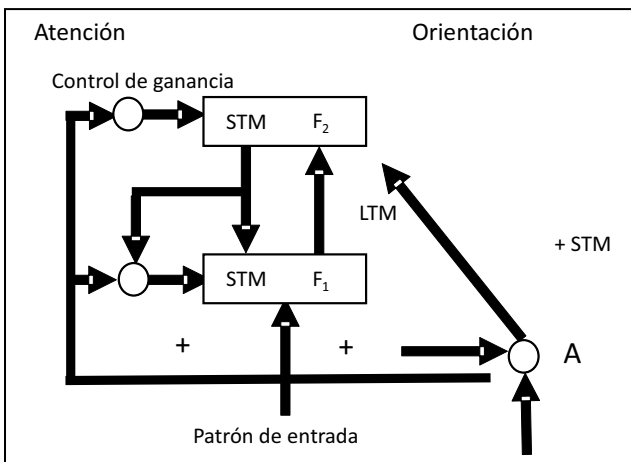 Atención
Orientación
Control de ganancia
STM F₂
LTM
+ STM
STM F₁
+ +
A
Patrón de entrada